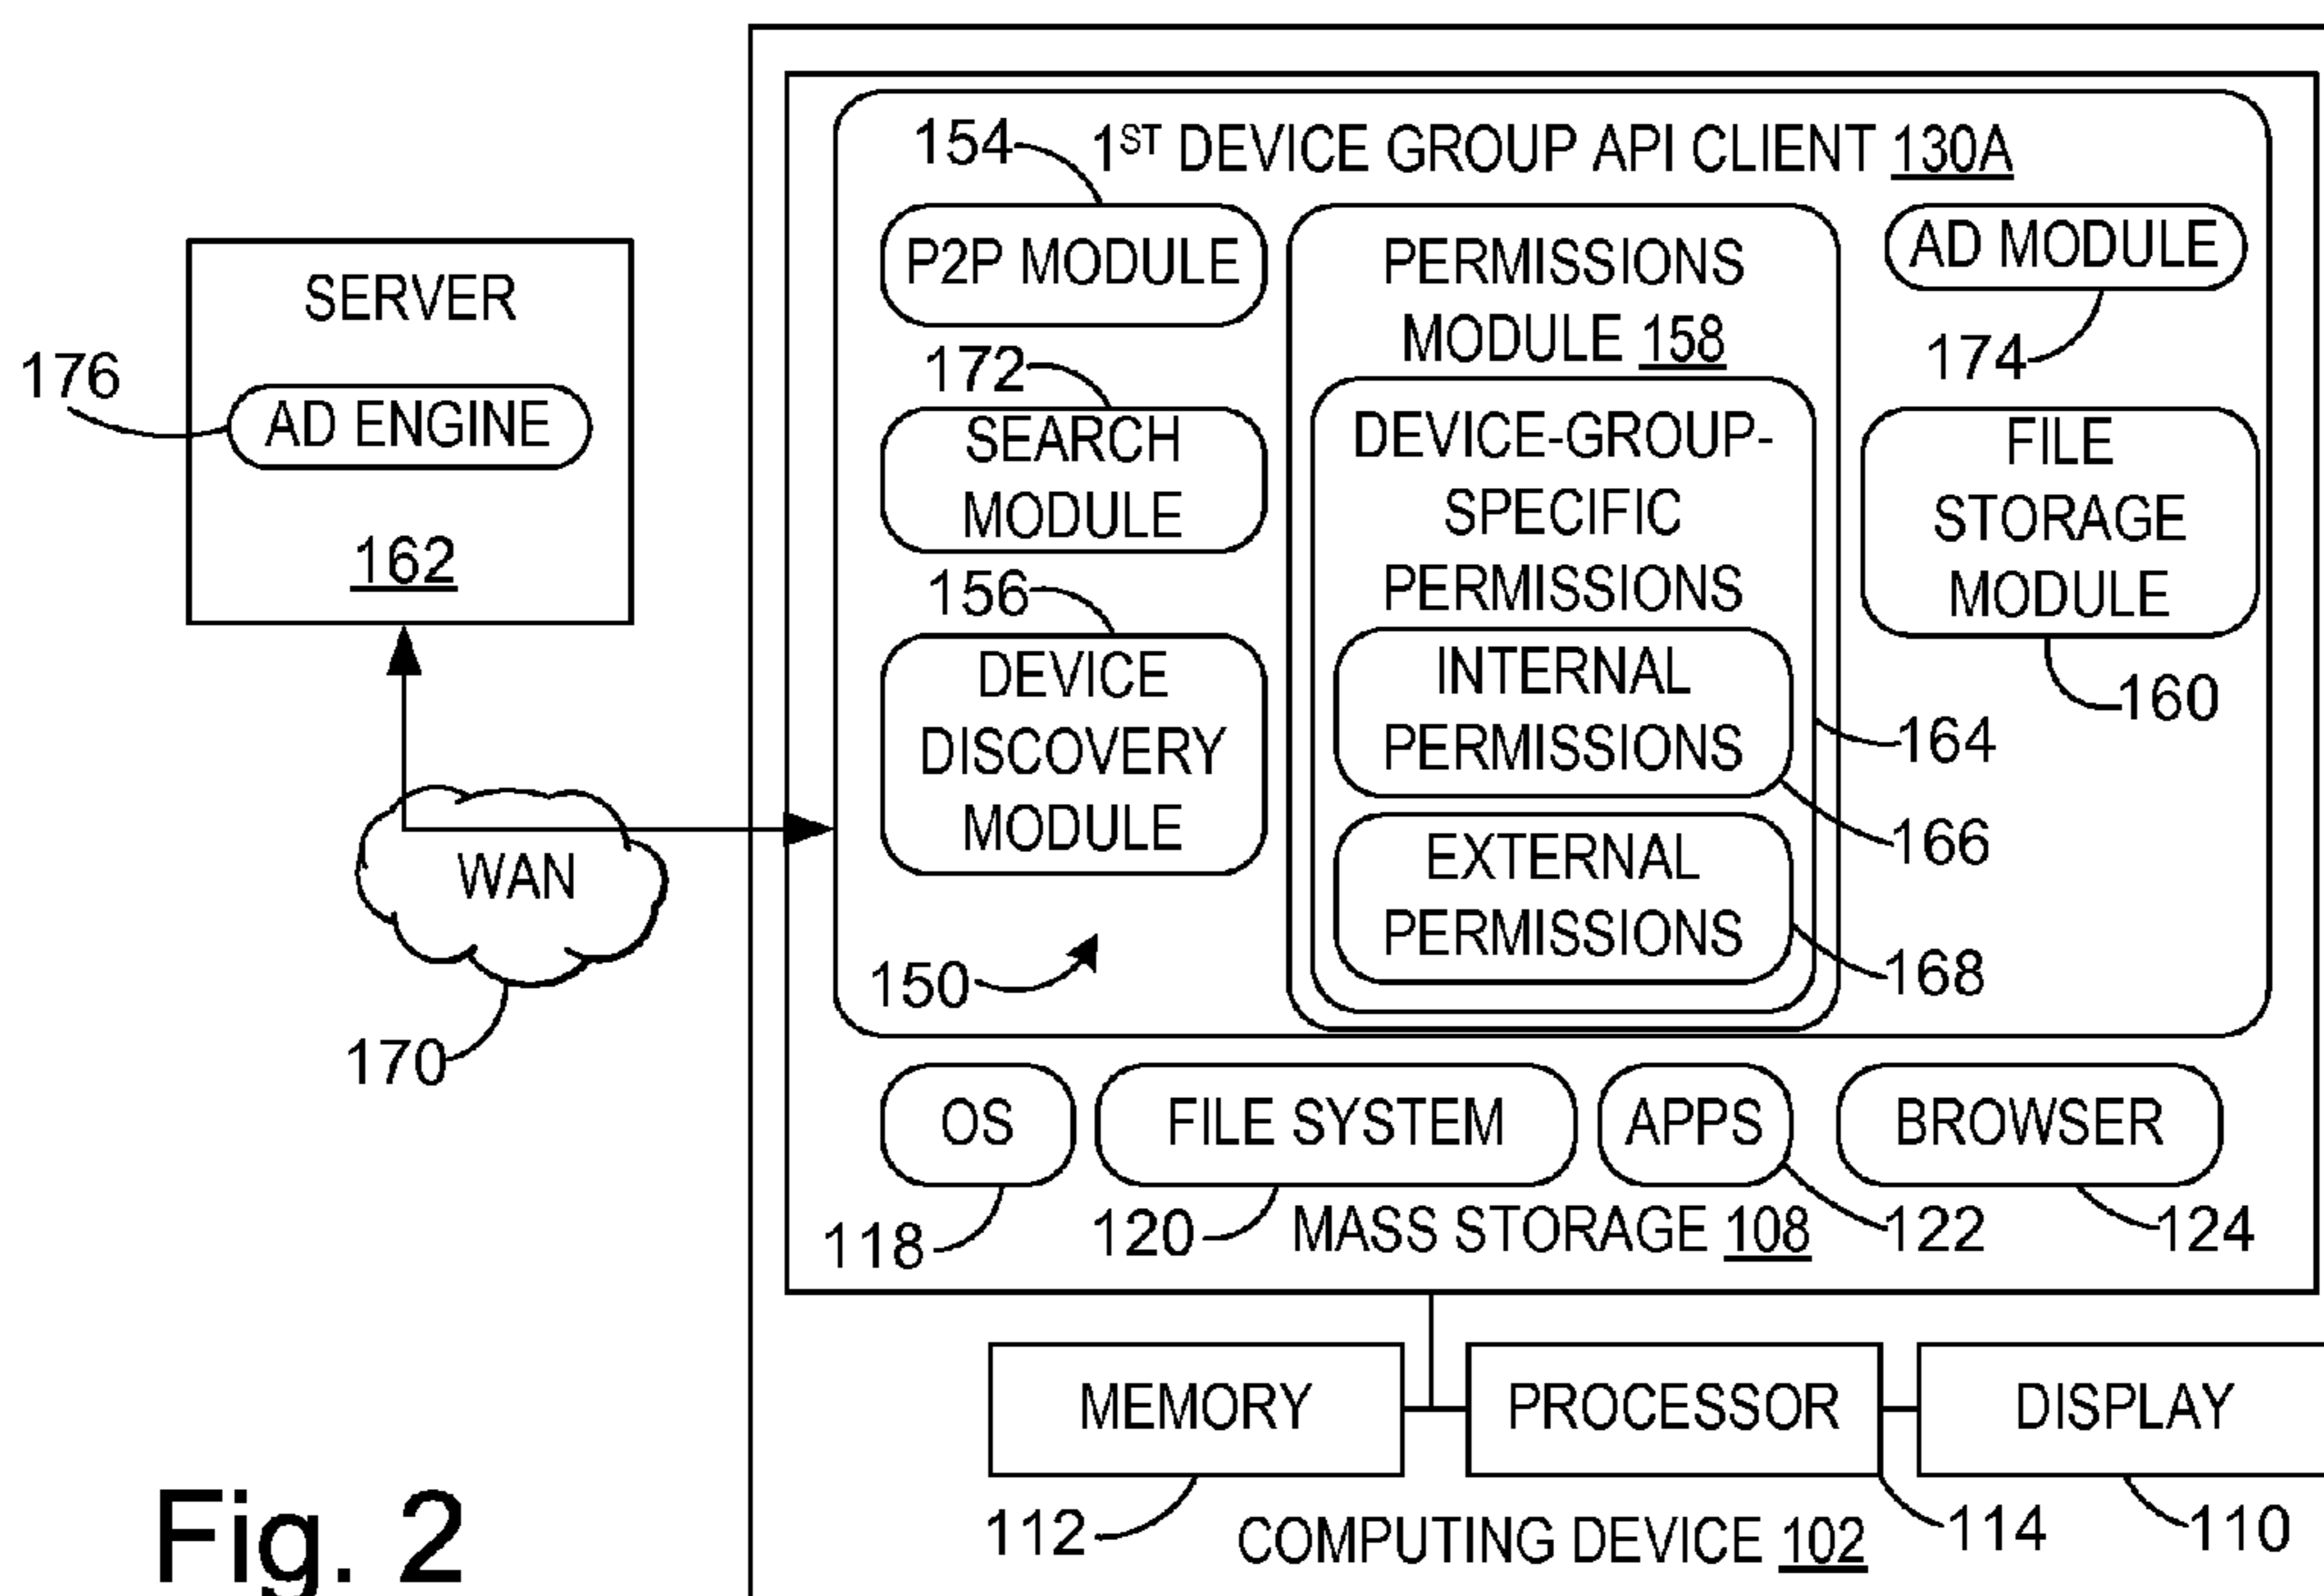 1ST DEVICE GROUP API CLIENT 130A
154
P2P MODULE
172
SEARCH
MODULE
156
DEVICE
DISCOVERY
MODULE
150
PERMISSIONS
MODULE 158
DEVICE-GROUP-
SPECIFIC
PERMISSIONS
INTERNAL
PERMISSIONS
EXTERNAL
PERMISSIONS
164
166
168
AD MODULE
174
FILE
STORAGE
MODULE
160
SERVER
176
AD ENGINE
162
WAN
170
OS
FILE SYSTEM
APPS
BROWSER
118
120
MASS STORAGE 108
122
124
MEMORY
PROCESSOR
DISPLAY
112
COMPUTING DEVICE 102
114
110
Fig. 2